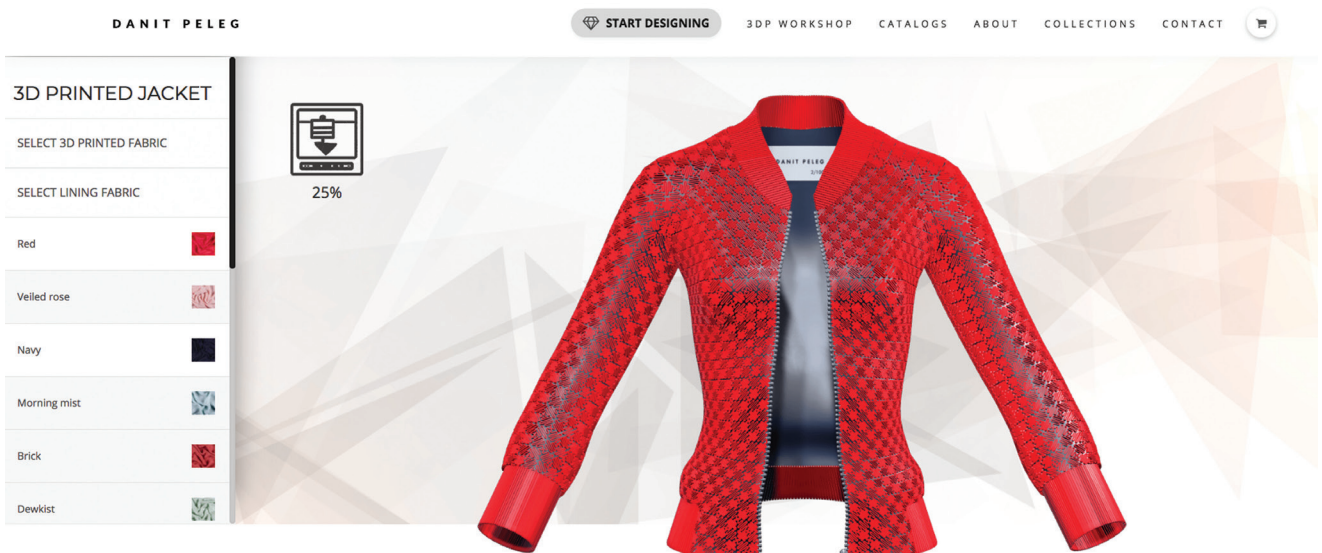 DANIT PELEG
START DESIGNING
3DP WORKSHOP
CATALOGS
ABOUT
COLLECTIONS
CONTACT
3D PRINTED JACKET
SELECT 3D PRINTED FABRIC
SELECT LINING FABRIC
Red
Veiled rose
Navy
Morning mist
Brick
Dewkist
25%
DANIT PELEG